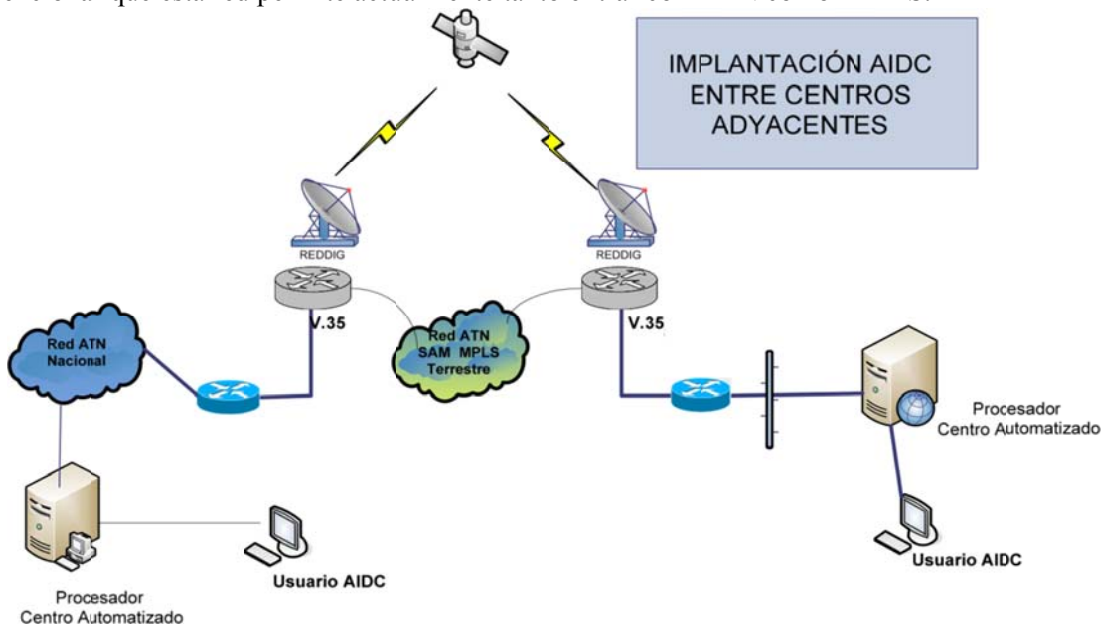 IMPLANTACIÓN AIDC
ENTRE CENTROS
ADYACENTES
REDDIG
REDDIG
V.35
V.35
Red ATN
Nacional
Red ATN
SAM MPLS
Terrestre
Procesador
Centro Automatizado
Usuario AIDC
Usuario AIDC
Procesador
Centro Automatizado